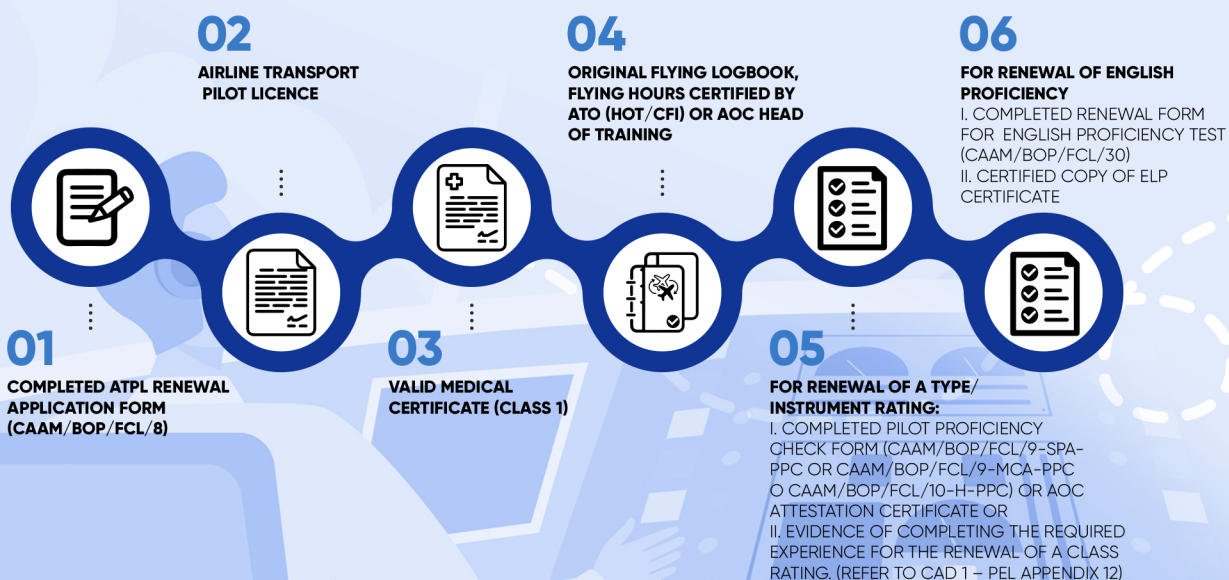 01
COMPLETED ATPL RENEWAL
APPLICATION FORM
(CAAM/BOP/FCL/8)
02
AIRLINE TRANSPORT
PILOT LICENCE
03
VALID MEDICAL
CERTIFICATE (CLASS 1)
04
ORIGINAL FLYING LOGBOOK,
FLYING HOURS CERTIFIED BY
ATO (HOT/CFI) OR AOC HEAD
OF TRAINING
05
FOR RENEWAL OF A TYPE/
INSTRUMENT RATING:
I. COMPLETED PILOT PROFICIENCY
CHECK FORM (CAAM/BOP/FCL/9-SPA-
PPC OR CAAM/BOP/FCL/9-MCA-PPC
O CAAM/BOP/FCL/10-H-PPC) OR AOC
ATTESTATION CERTIFICATE OR
II. EVIDENCE OF COMPLETING THE REQUIRED
EXPERIENCE FOR THE RENEWAL OF A CLASS
RATING. (REFER TO CAD 1 – PEL APPENDIX 12)
06
FOR RENEWAL OF ENGLISH
PROFICIENCY
I. COMPLETED RENEWAL FORM
FOR ENGLISH PROFICIENCY TEST
(CAAM/BOP/FCL/30)
II. CERTIFIED COPY OF ELP
CERTIFICATE